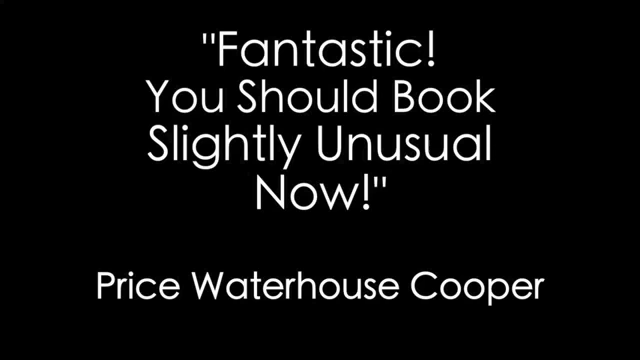 "Fantastic!
You Should Book
Slightly Unusual
Now!"
Price Waterhouse Cooper